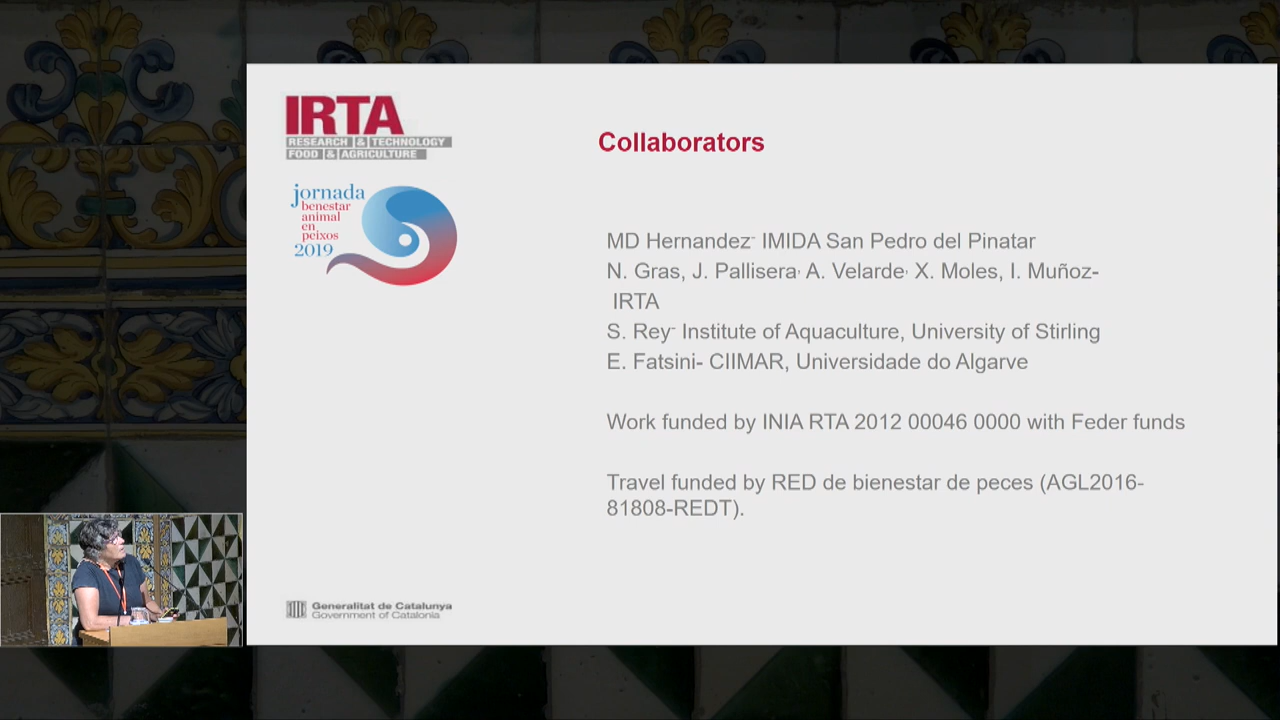 IRTA
RESEARCH & TECHNOLOGY
FOOD & AGRICULTURE
jornada
benestar
animal
en
peixos
2019
Collaborators
MD Hernandez- IMIDA San Pedro del Pinatar
N. Gras, J. Pallisera, A. Velarde, X. Moles, I. Muñoz-
IRTA
S. Rey- Institute of Aquaculture, University of Stirling
E. Fatsini- CIIMAR, Universidade do Algarve
Work funded by INIA RTA 2012 00046 0000 with Feder funds
Travel funded by RED de bienestar de peces (AGL2016-
81808-REDT).
Generalitat de Catalunya
Government of Catalonia